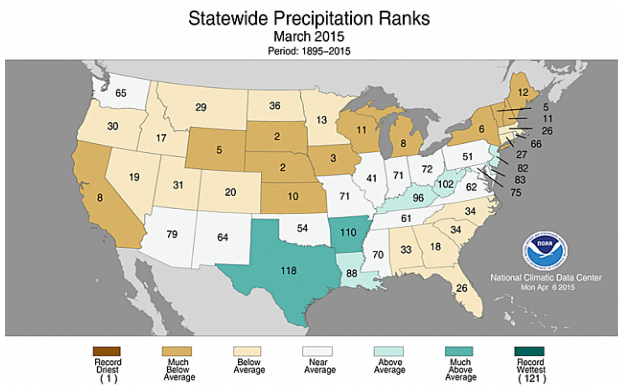 Statewide Precipitation Ranks
March 2015
Period: 1895-2015
65
29
36
13
12
5
30
17
2
11
11
5
8
6
26
66
3
51
27
8
19
31
20
2
10
71
41
71
72
102
62
82
83
75
96
79
64
54
110
61
34
34
118
88
70
33
18
26
NOAA
National Climatic Data Center
Mon Apr 6 2015
Record
Driest
(1)
Much
Below
Average
Below
Average
Near
Average
Above
Average
Much
Above
Average
Record
Wettest
(121)